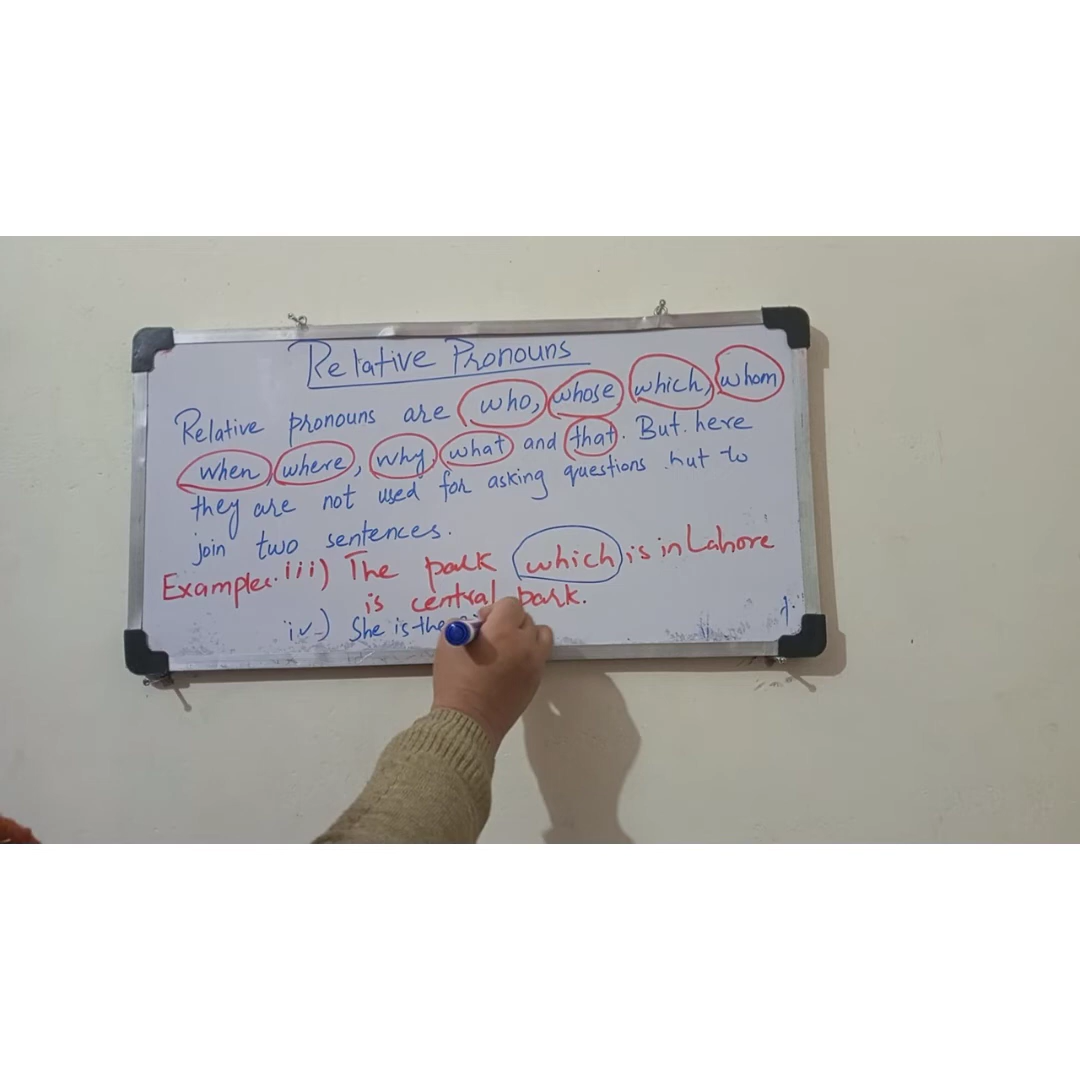 Relative Pronouns
Relative pronouns are who, whose which, whom
when, where, why, what and that. But here
they are not used for asking questions but to
join two sentences.
Examples. iii) The park which is in Lahore
is central park.
iv-) She is the